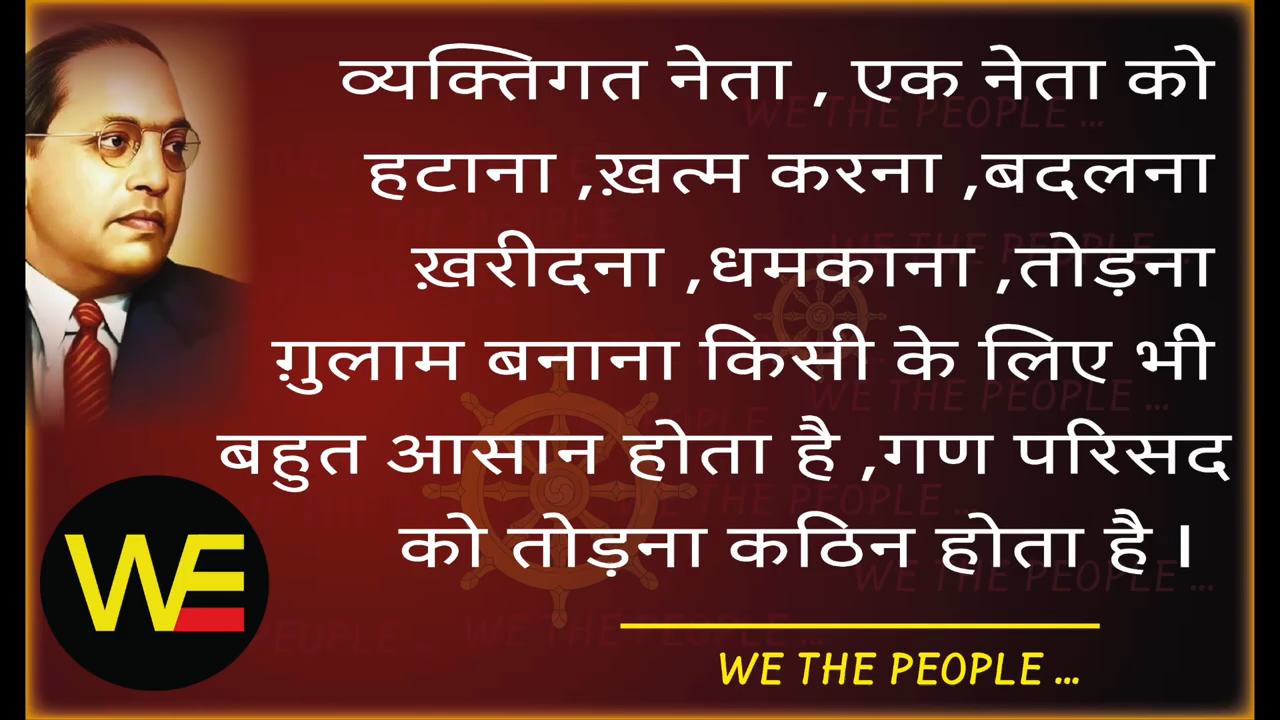 व्यक्तिगत नेता , एक नेता को
हटाना ,ख़त्म करना ,बदलना
ख़रीदना ,धमकाना ,तोड़ना
ग़ुलाम बनाना किसी के लिए भी
बहुत आसान होता है ,गण परिसद
को तोड़ना कठिन होता है ।
WE
WE THE PEOPLE ...